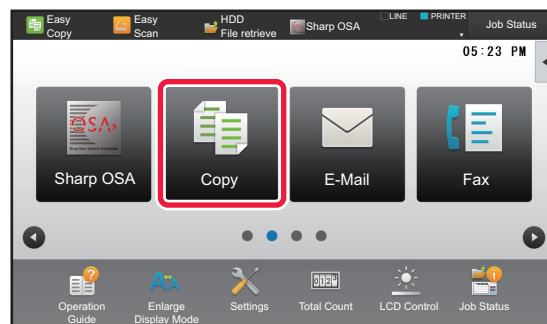 Easy
Copy
Easy
Scan
HDD
File retrieve
Sharp OSA
LINE
PRINTER
Job Status
05:23 PM
OSA
Sharp OSA
Copy
E-Mail
Fax
Operation
Guide
Enlarge
Display Mode
Settings
Total Count
LCD Control
Job Status